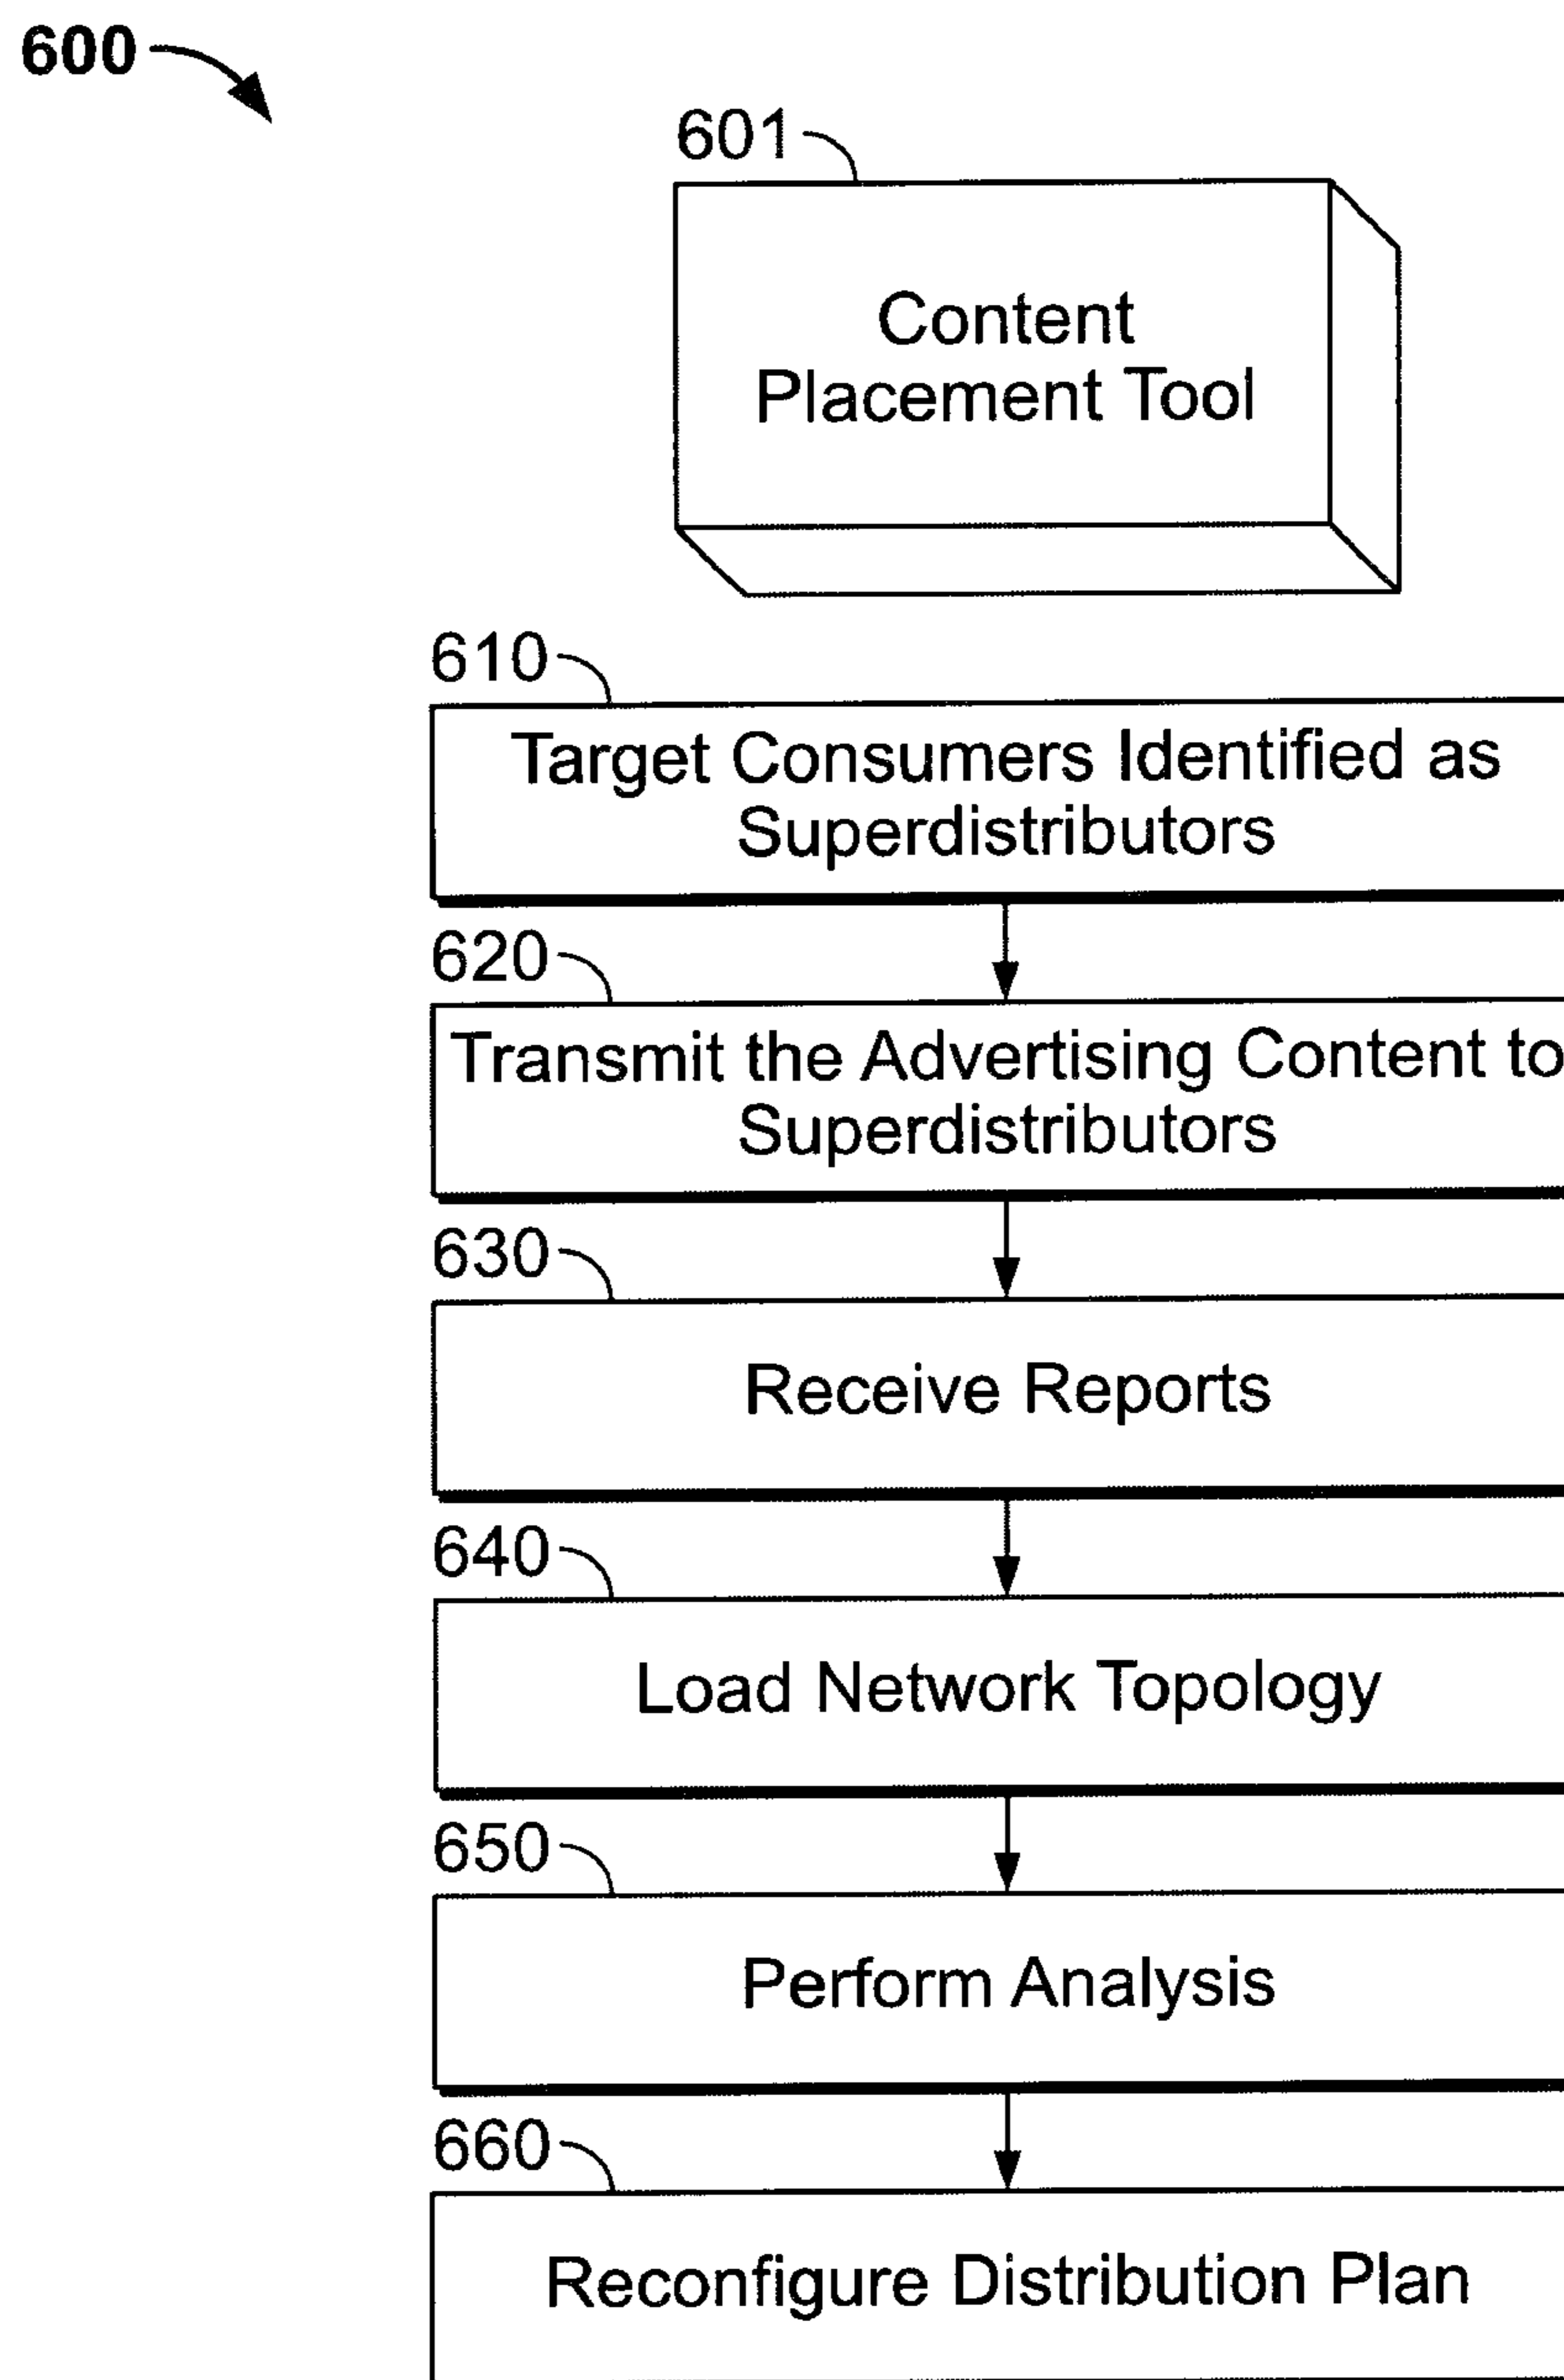 600
601
Content
Placement Tool
610
Target Consumers Identified as
Superdistributors
620
Transmit the Advertising Content to
Superdistributors
630
Receive Reports
640
Load Network Topology
650
Perform Analysis
660
Reconfigure Distribution Plan